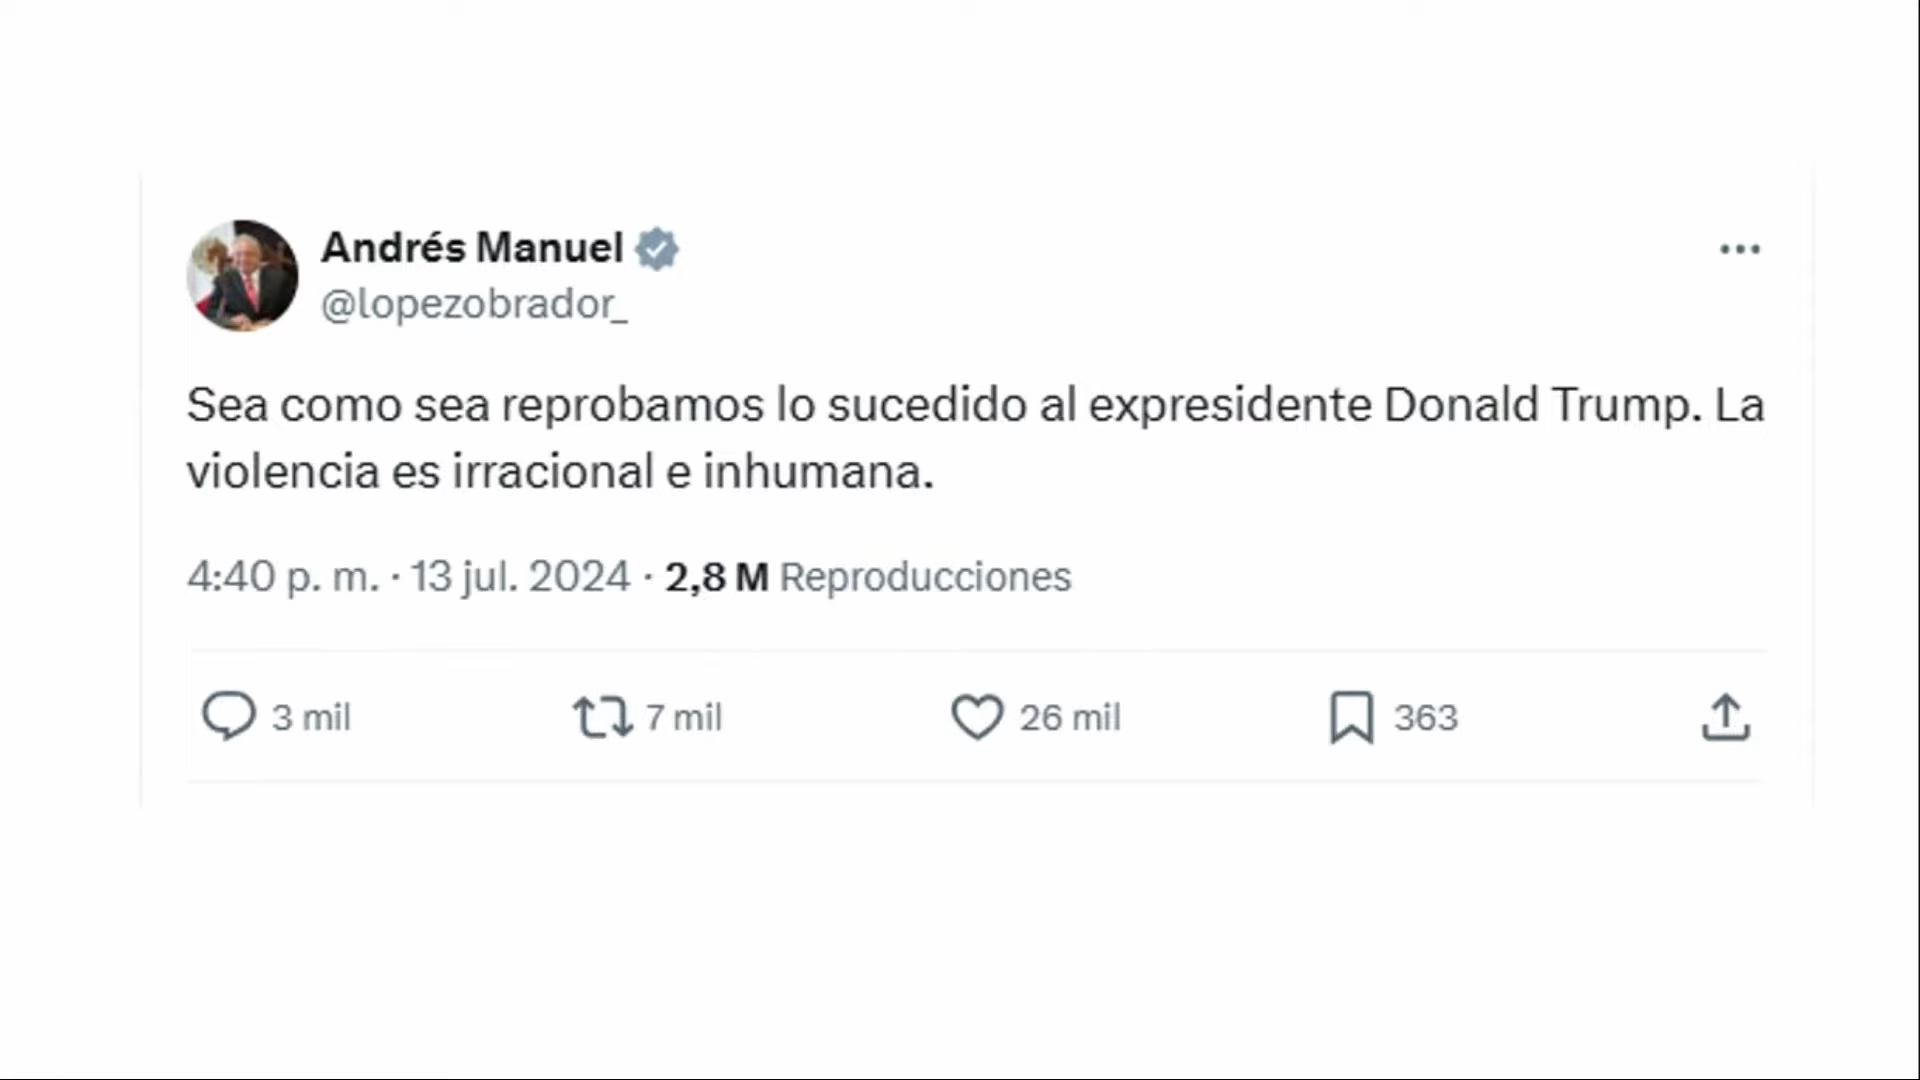 Andrés Manuel
@lopezobrador_
Sea como sea reprobamos lo sucedido al expresidente Donald Trump. La
violencia es irracional e inhumana.
4:40 p. m. · 13 jul. 2024 · 2,8 M Reproducciones
3 mil 7 mil 26 mil 363